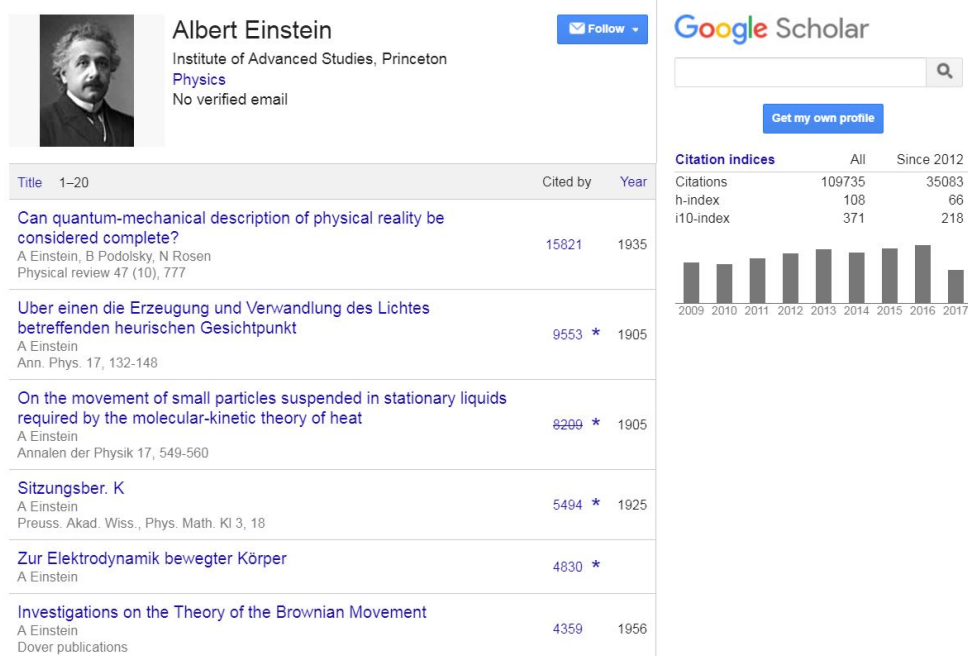 Albert Einstein
Institute of Advanced Studies, Princeton
Physics
No verified email
Follow
Title 1–20 Cited by Year
Can quantum-mechanical description of physical reality be
considered complete?
A Einstein, B Podolsky, N Rosen
Physical review 47 (10), 777
15821 1935
Uber einen die Erzeugung und Verwandlung des Lichtes
betreffenden heurischen Gesichtpunkt
A Einstein
Ann. Phys. 17, 132-148
9553 * 1905
On the movement of small particles suspended in stationary liquids
required by the molecular-kinetic theory of heat
A Einstein
Annalen der Physik 17, 549-560
8209 * 1905
Sitzungsber. K
A Einstein
Preuss. Akad. Wiss., Phys. Math. Kl 3, 18
5494 * 1925
Zur Elektrodynamik bewegter Körper
A Einstein
4830 *
Investigations on the Theory of the Brownian Movement
A Einstein
Dover publications
4359 1956
Google Scholar
Get my own profile
Citation indices All Since 2012
Citations 109735 35083
h-index 108 66
i10-index 371 218
2009 2010 2011 2012 2013 2014 2015 2016 2017